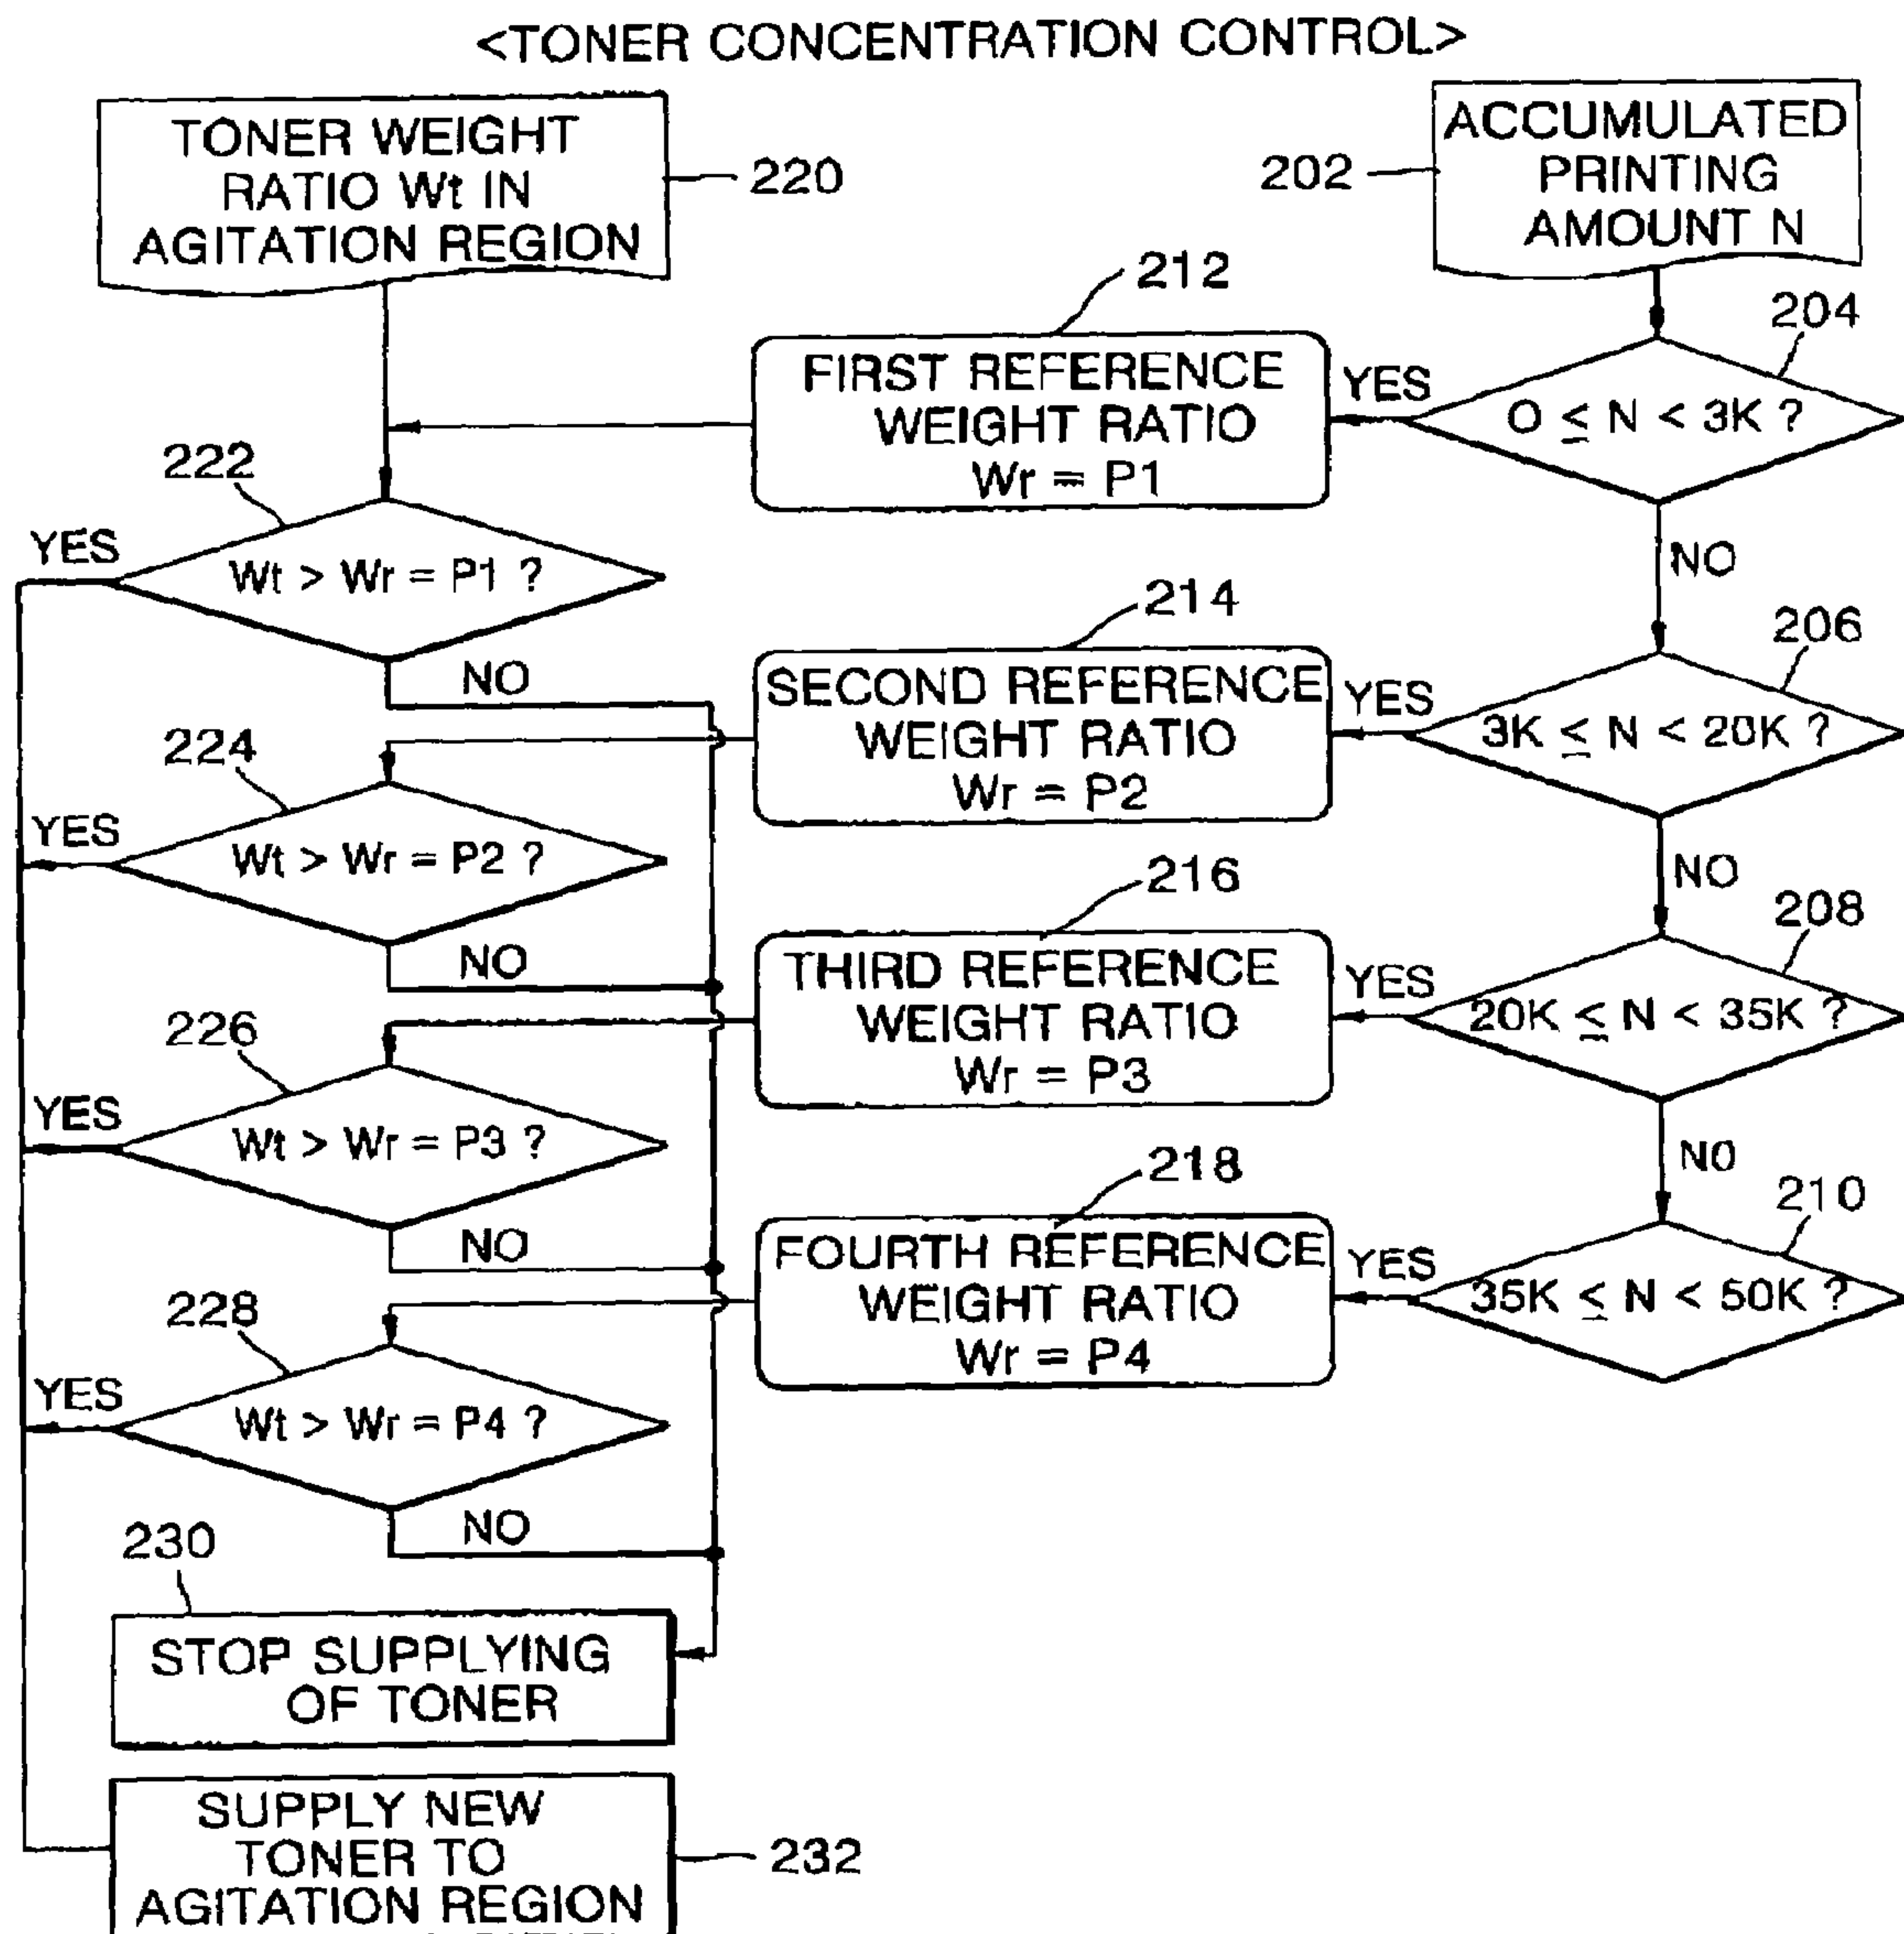 <TONER CONCENTRATION CONTROL>
TONER WEIGHT
RATIO Wt IN
AGITATION REGION
220
202
ACCUMULATED
PRINTING
AMOUNT N
212
204
FIRST REFERENCE
WEIGHT RATIO
Wr = P1
YES
0 ≤ N < 3K ?
222
YES
Wt > Wr = P1 ?
NO
NO
214
206
SECOND REFERENCE
WEIGHT RATIO
Wr = P2
YES
3K ≤ N < 20K ?
224
YES
Wt > Wr = P2 ?
NO
NO
216
208
THIRD REFERENCE
WEIGHT RATIO
Wr = P3
YES
20K ≤ N < 35K ?
226
YES
Wt > Wr = P3 ?
NO
NO
218
210
FOURTH REFERENCE
WEIGHT RATIO
Wr = P4
YES
35K ≤ N < 50K ?
228
YES
Wt > Wr = P4 ?
NO
230
STOP SUPPLYING
OF TONER
SUPPLY NEW
TONER TO
AGITATION REGION
232